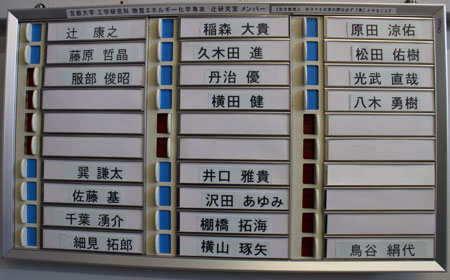 京都大学 工学研究科 物質エネルギー化学専攻 辻研究室 メンバー
辻 康之
藤原 哲晶
服部 俊昭
巽 謙太
佐藤 基
千葉 湧介
細見 拓郎
稲森 大貴
久木田 進
丹治 優
横田 健
井口 雅貴
沢田 あゆみ
棚橋 拓海
横山 琢矢
原田 涼佑
松田 佑樹
光武 直哉
八木 勇樹
鳥谷 絹代